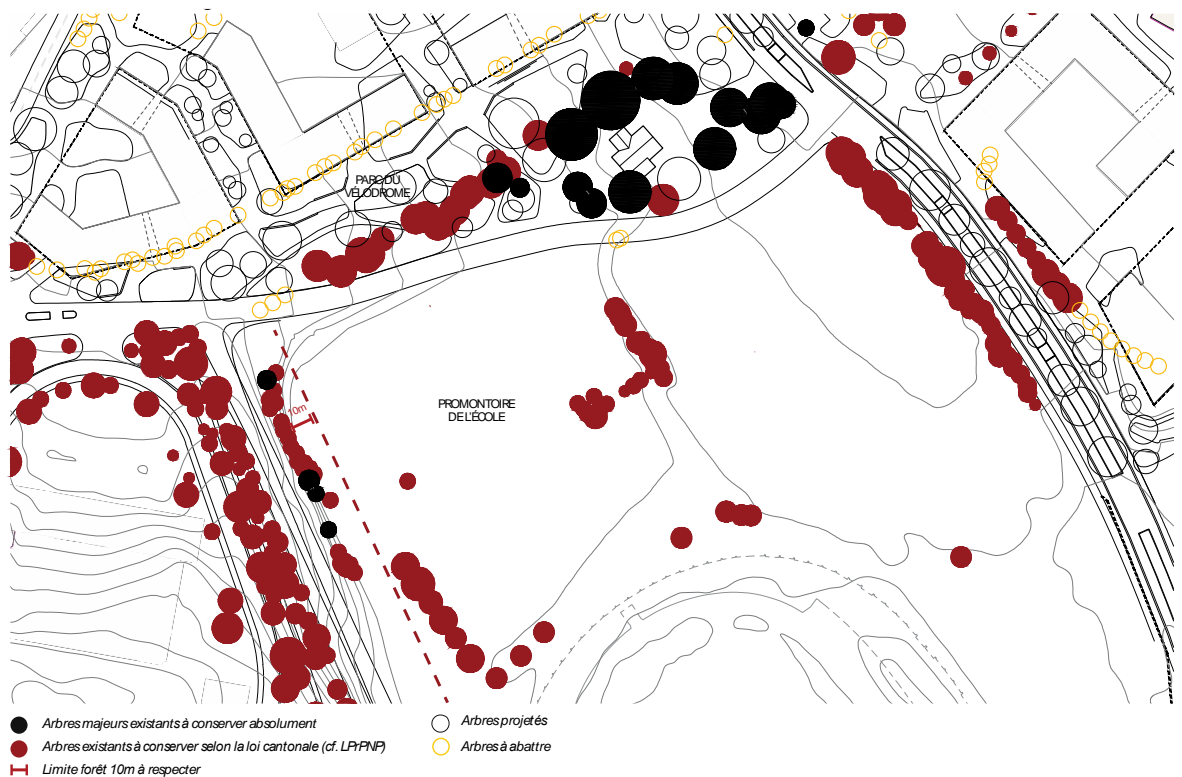 PARC DU
VÉLODROME
10m
PROMONTOIRE
DE L'ÉCOLE
Arbres majeurs existants à conserver absolument
Arbres existants à conserver selon la loi cantonale (cf. LPrPNP)
Limite forêt 10m à respecter
Arbres projetés
Arbres à abattre